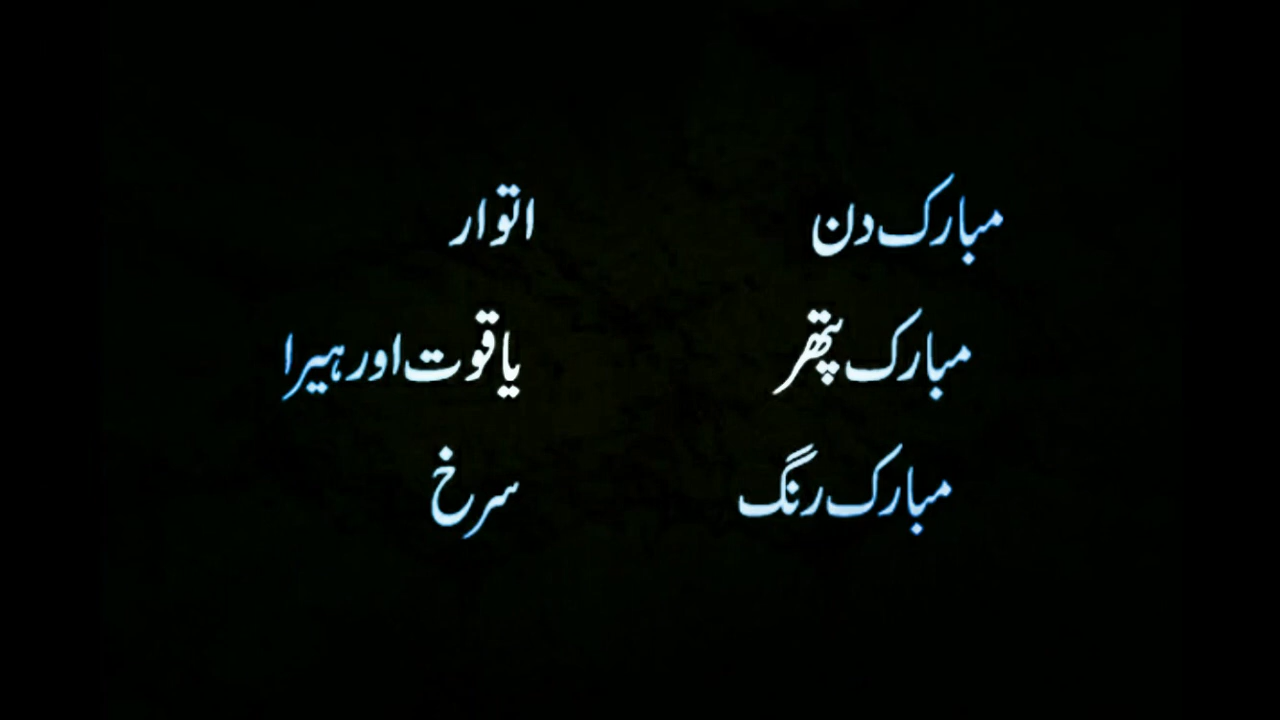 مبارک دن اتوار
مبارک پتھر یاقوت اور ہیرا
مبارک رنگ سرخ